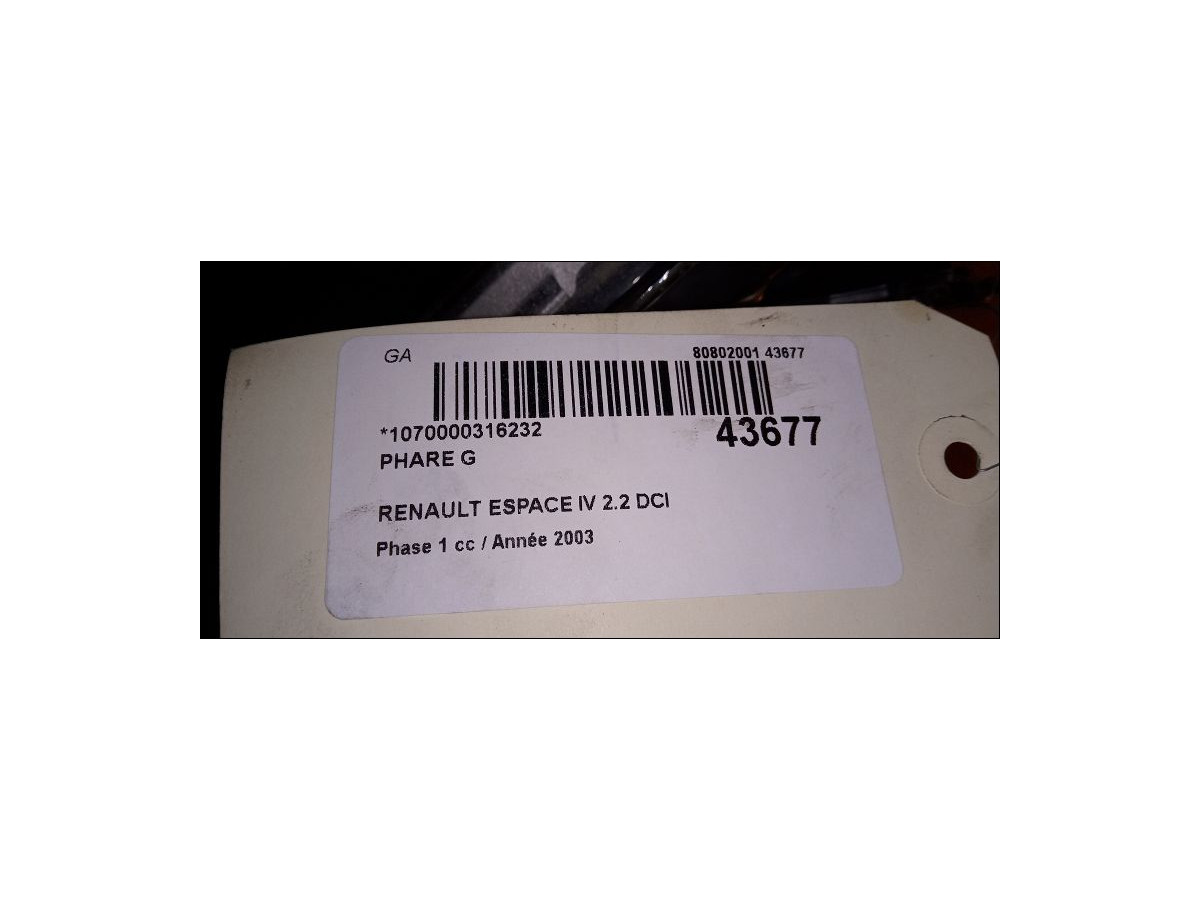 GA 80802001 43677
*1070000316232 43677
PHARE G
RENAULT ESPACE IV 2.2 DCI
Phase 1 cc / Année 2003